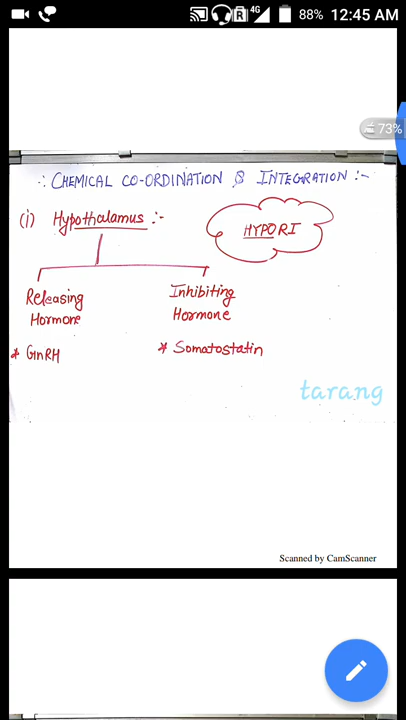 4G 88% 12:45 AM
73%
∴ CHEMICAL CO-ORDINATION & INTEGRATION :-
(i) Hypothalamus :-
HYPORI
Releasing Hormone
Inhibiting Hormone
* GnRH
* Somatostatin
tarang
Scanned by CamScanner